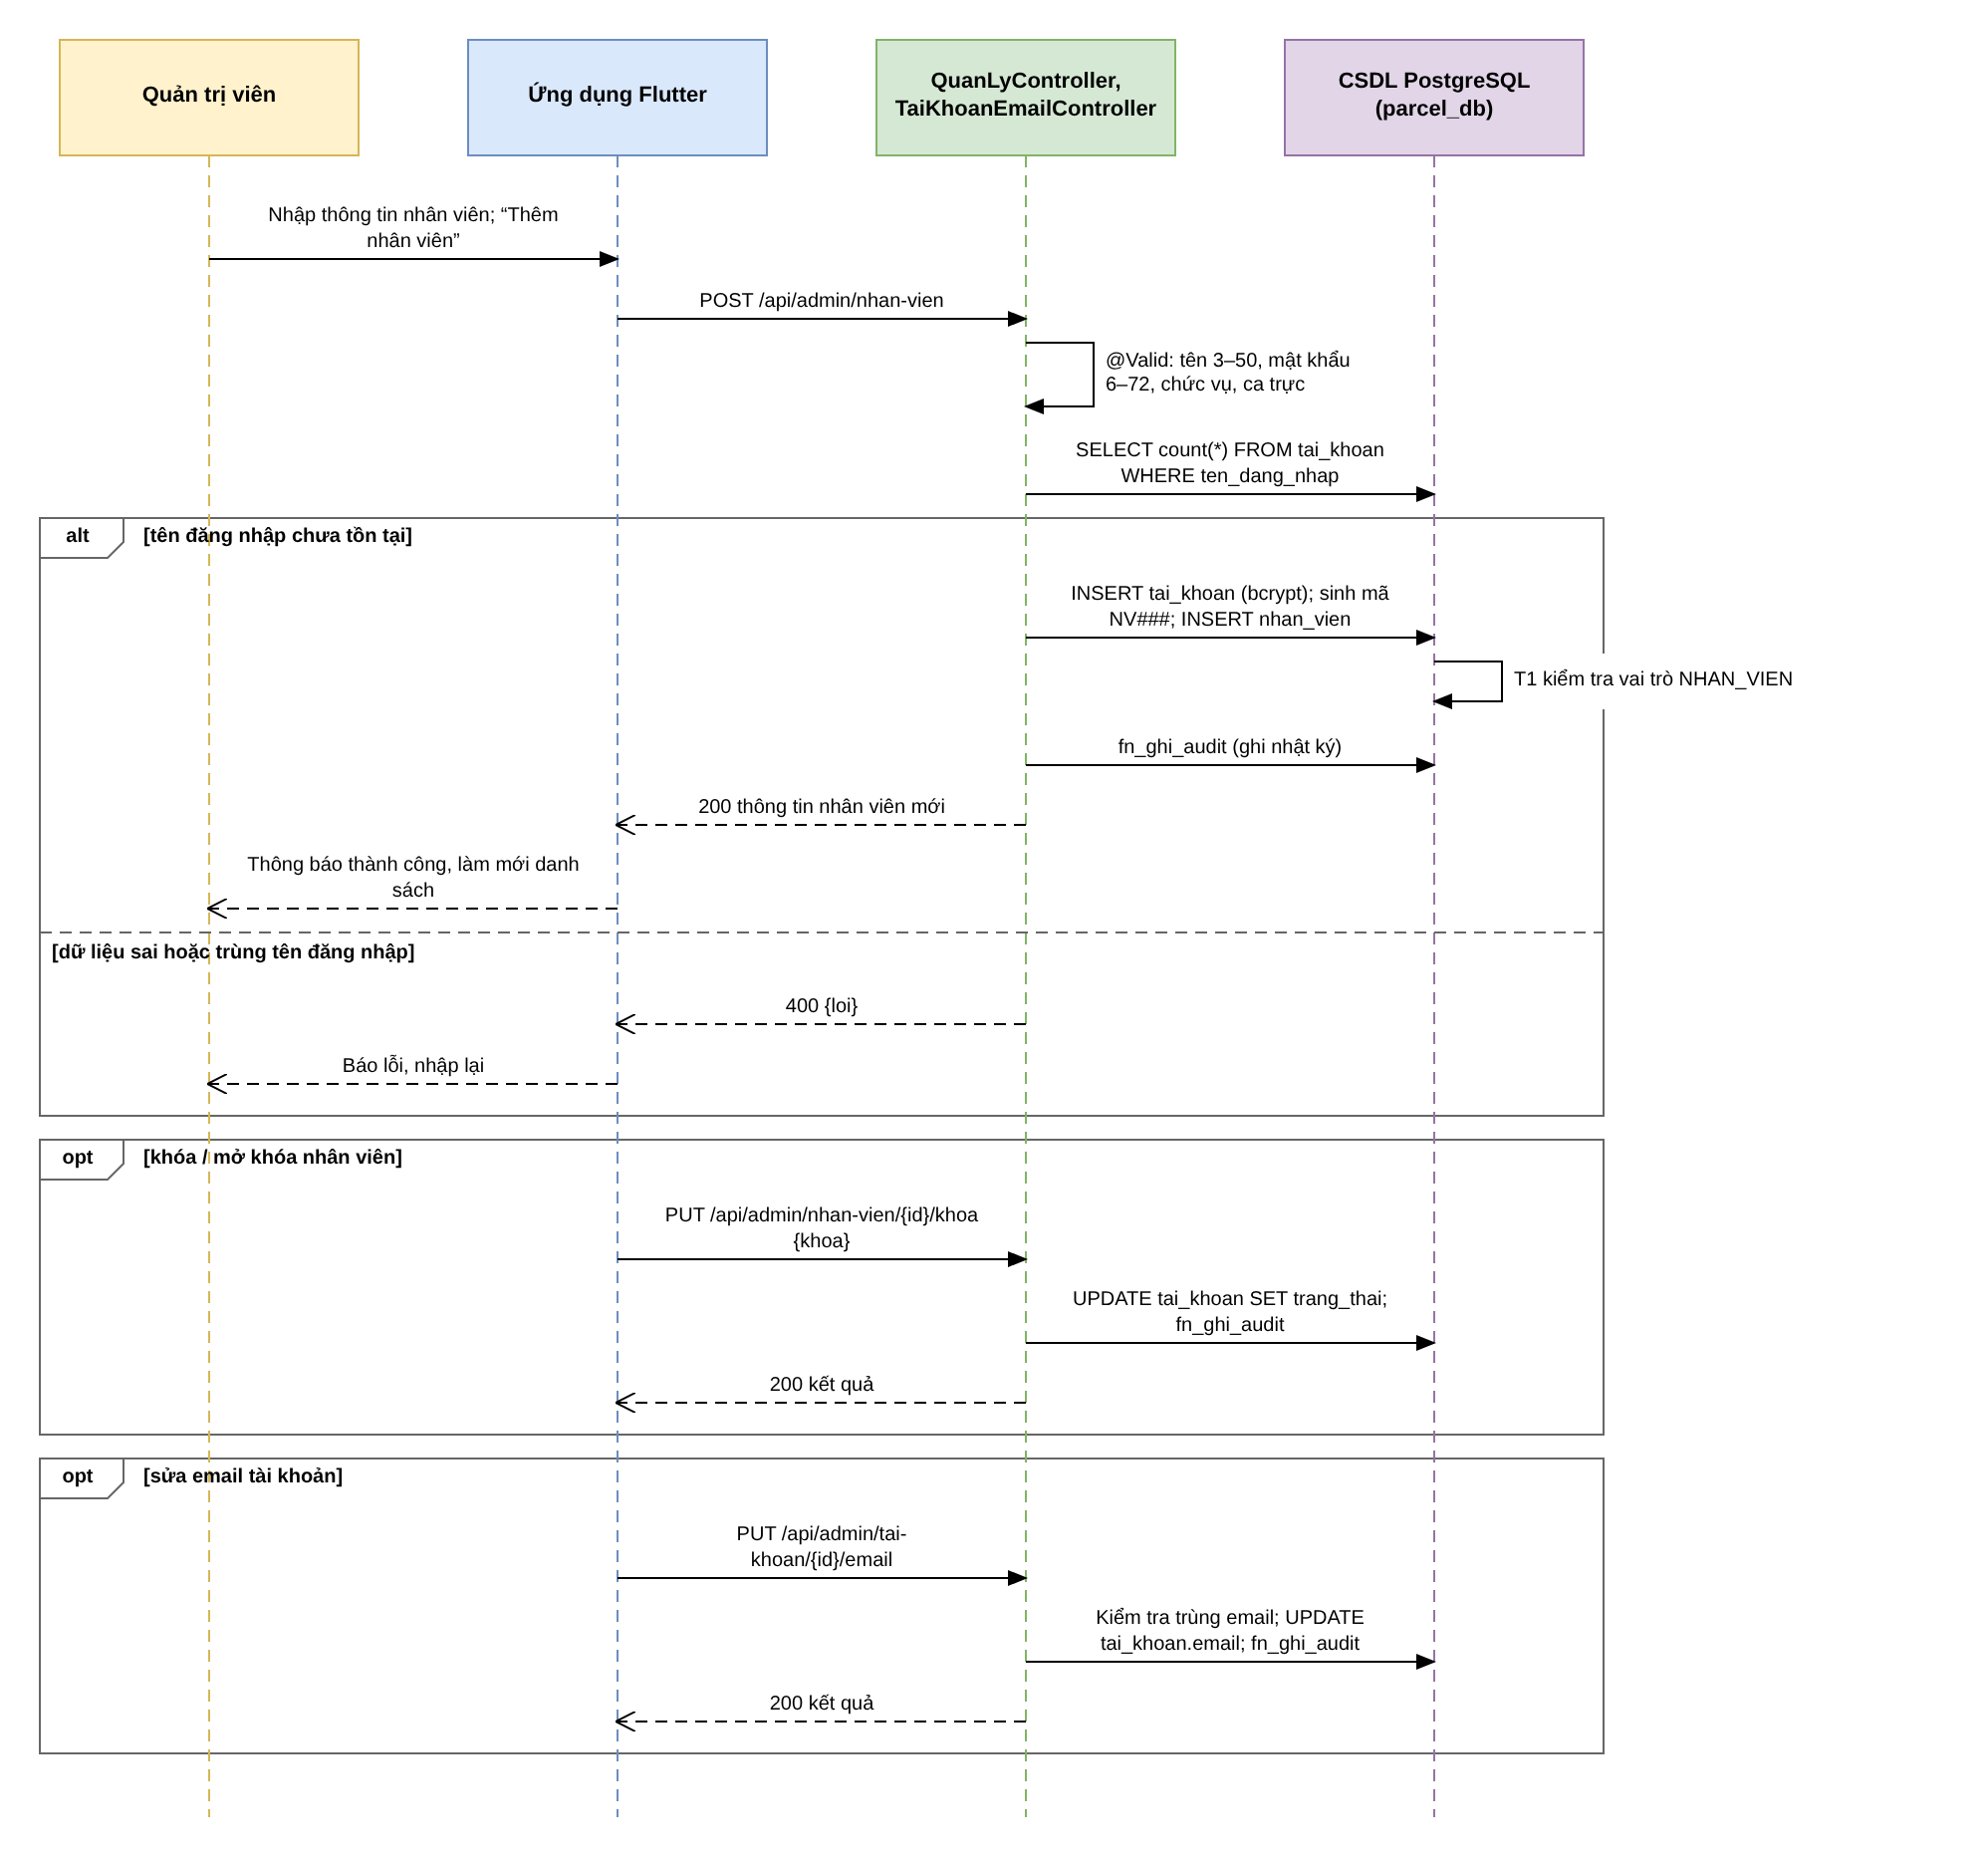 Quản trị viên
Ứng dụng Flutter
QuanLyController,
TaiKhoanEmailController
CSDL PostgreSQL
(parcel_db)
Nhập thông tin nhân viên; “Thêm
nhân viên”
POST /api/admin/nhan-vien
@Valid: tên 3–50, mật khẩu
6–72, chức vụ, ca trực
SELECT count(*) FROM tai_khoan
WHERE ten_dang_nhap
alt
[tên đăng nhập chưa tồn tại]
INSERT tai_khoan (bcrypt); sinh mã
NV###; INSERT nhan_vien
T1 kiểm tra vai trò NHAN_VIEN
fn_ghi_audit (ghi nhật ký)
200 thông tin nhân viên mới
Thông báo thành công, làm mới danh
sách
[dữ liệu sai hoặc trùng tên đăng nhập]
400 {loi}
Báo lỗi, nhập lại
opt
[khóa / mở khóa nhân viên]
PUT /api/admin/nhan-vien/{id}/khoa
{khoa}
UPDATE tai_khoan SET trang_thai;
fn_ghi_audit
200 kết quả
opt
[sửa email tài khoản]
PUT /api/admin/tai-
khoan/{id}/email
Kiểm tra trùng email; UPDATE
tai_khoan.email; fn_ghi_audit
200 kết quả